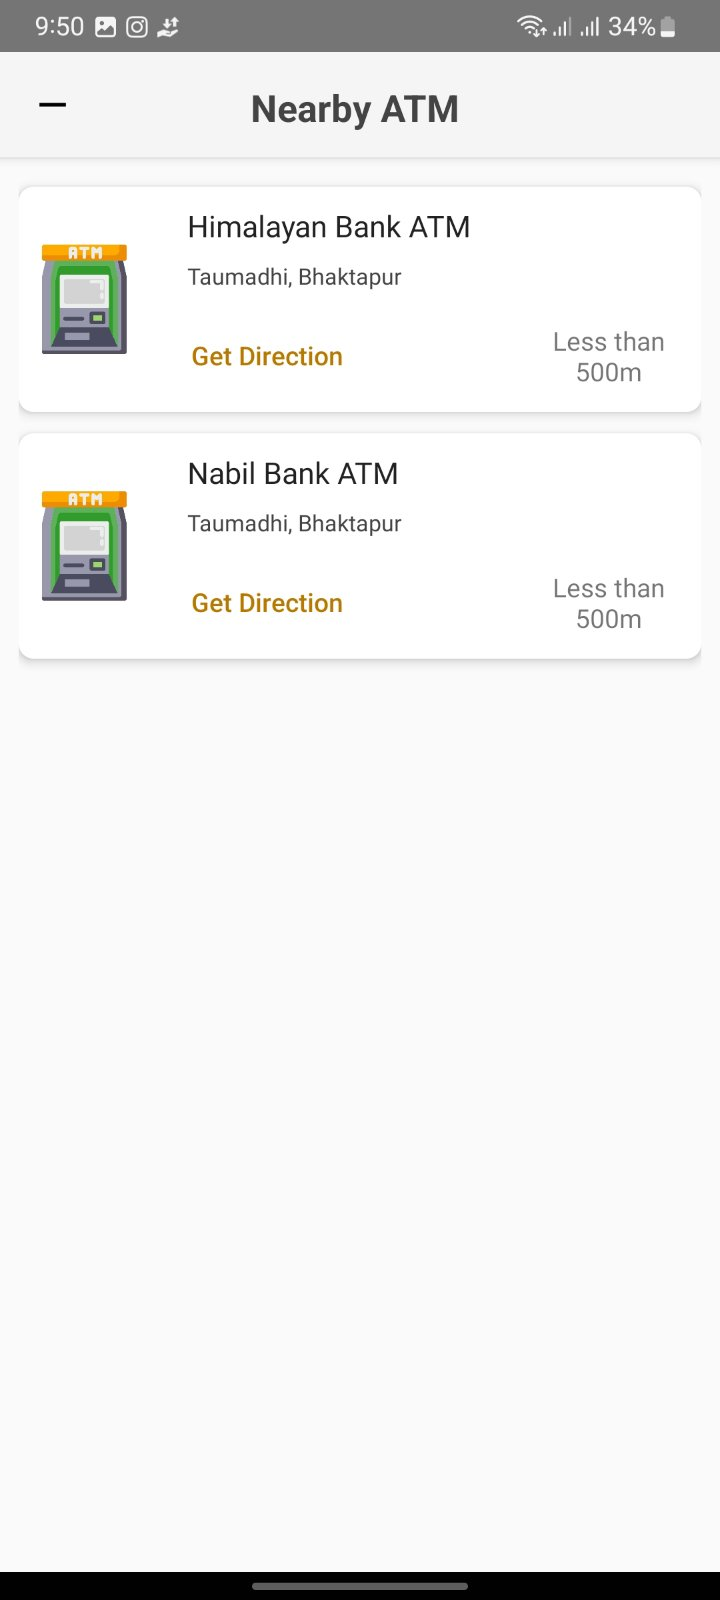 9:50 34%
Nearby ATM
Himalayan Bank ATM
ATM
Taumadhi, Bhaktapur
Get Direction
Less than
500m
Nabil Bank ATM
ATM
Taumadhi, Bhaktapur
Get Direction
Less than
500m